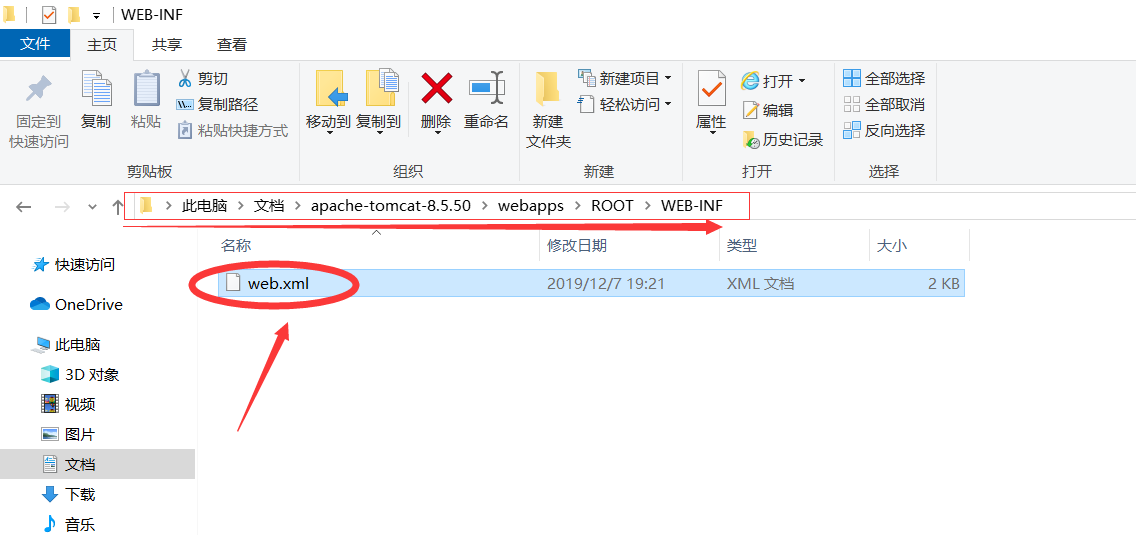 WEB-INF
文件 主页 共享 查看
固定到快速访问
复制
粘贴
剪切
复制路径
粘贴快捷方式
剪贴板
移动到
复制到
删除
重命名
组织
新建文件夹
新建项目
轻松访问
新建
属性
打开
编辑
历史记录
打开
全部选择
全部取消
反向选择
选择
此电脑 > 文档 > apache-tomcat-8.5.50 > webapps > ROOT > WEB-INF
名称 修改日期 类型 大小
web.xml 2019/12/7 19:21 XML 文档 2 KB
快速访问
OneDrive
此电脑
3D 对象
视频
图片
文档
下载
音乐